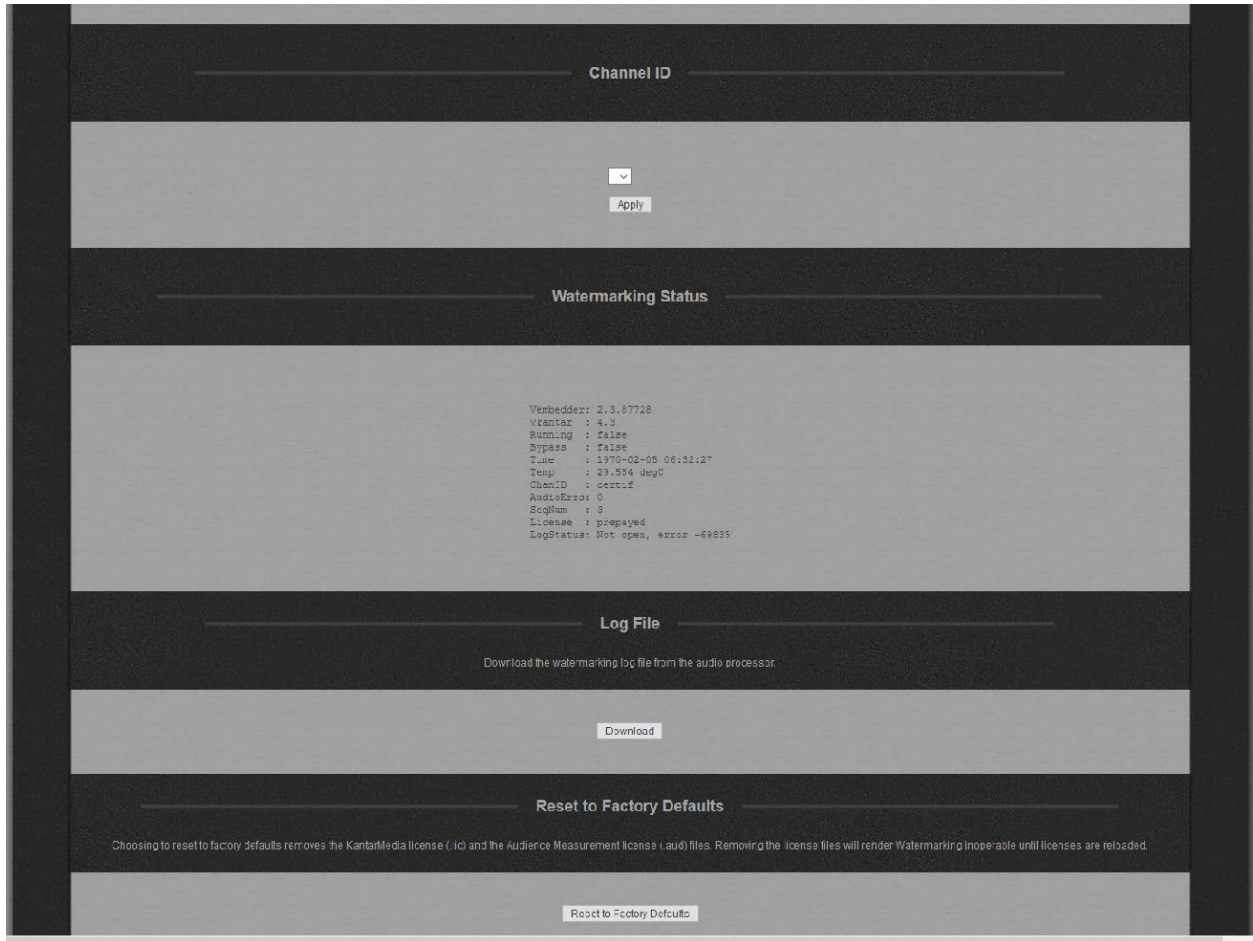 Channel ID
Apply
Watermarking Status
Vembedder: 2.3.87728
Vkantar : 4.3
Running : false
Bypass : false
Time : 1970-02-05 06:32:27
Temp : 29.554 degC
ChanID : certif
AudioError: 0
SeqNum : 3
License : prepayed
LogStatus: Not open, error -69835
Log File
Download the watermarking log file from the audio processor.
Download
Reset to Factory Defaults
Choosing to reset to factory defaults removes the KantarMedia license (.lic) and the Audience Measurement license (.aud) files. Removing the license files will render Watermarking inoperable until licenses are reloaded.
Reset to Factory Defaults